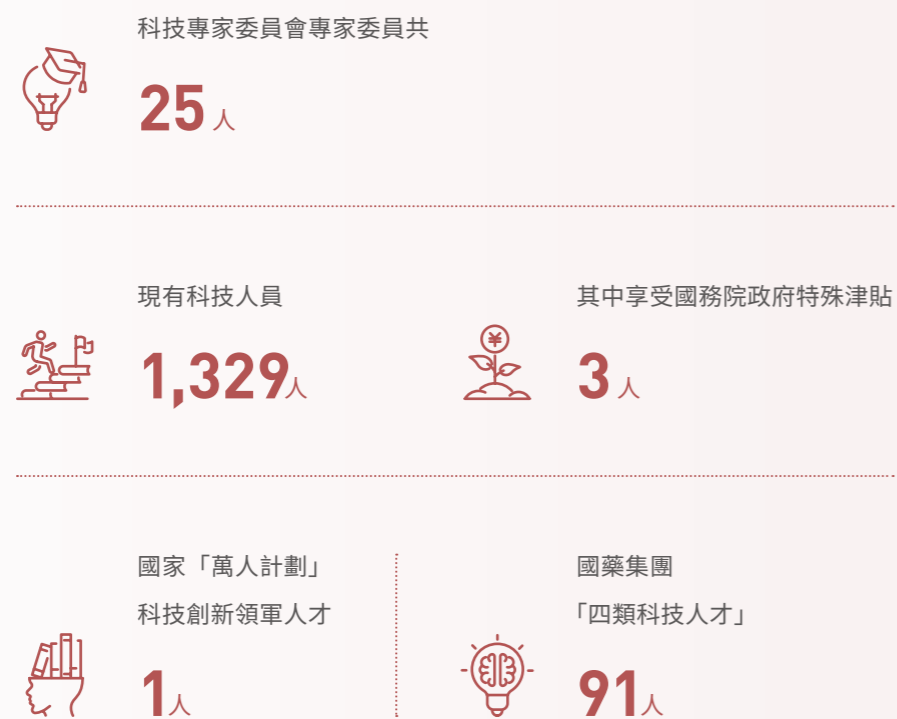 科技專家委員會專家委員共
25 人
現有科技人員
1,329人
其中享受國務院政府特殊津貼
3 人
國家「萬人計劃」
科技創新領軍人才
1人
國藥集團
「四類科技人才」
91人